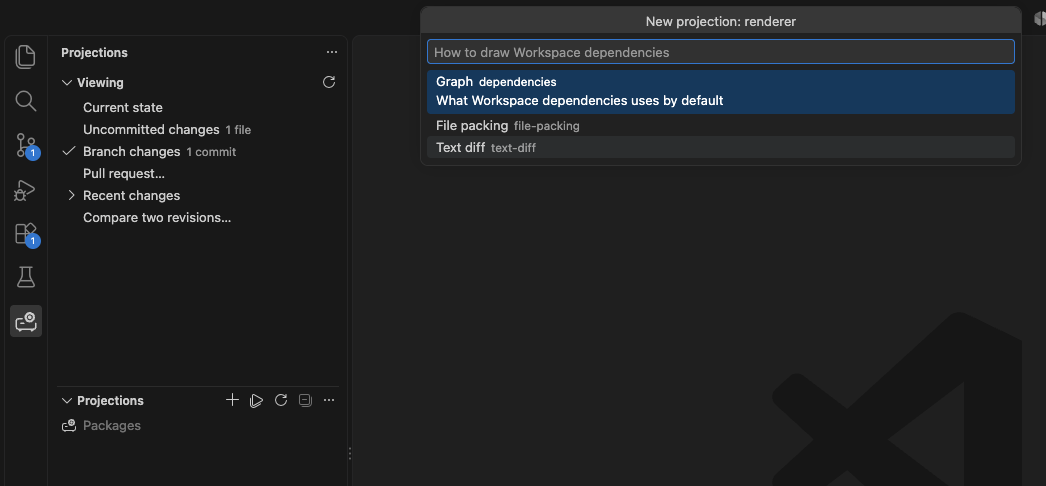 New projection: renderer
How to draw Workspace dependencies
Graph dependencies
What Workspace dependencies uses by default
File packing file-packing
Text diff text-diff
Projections
Viewing
Current state
Uncommitted changes 1 file
Branch changes 1 commit
Pull request...
Recent changes
Compare two revisions...
1
1
Projections
Packages